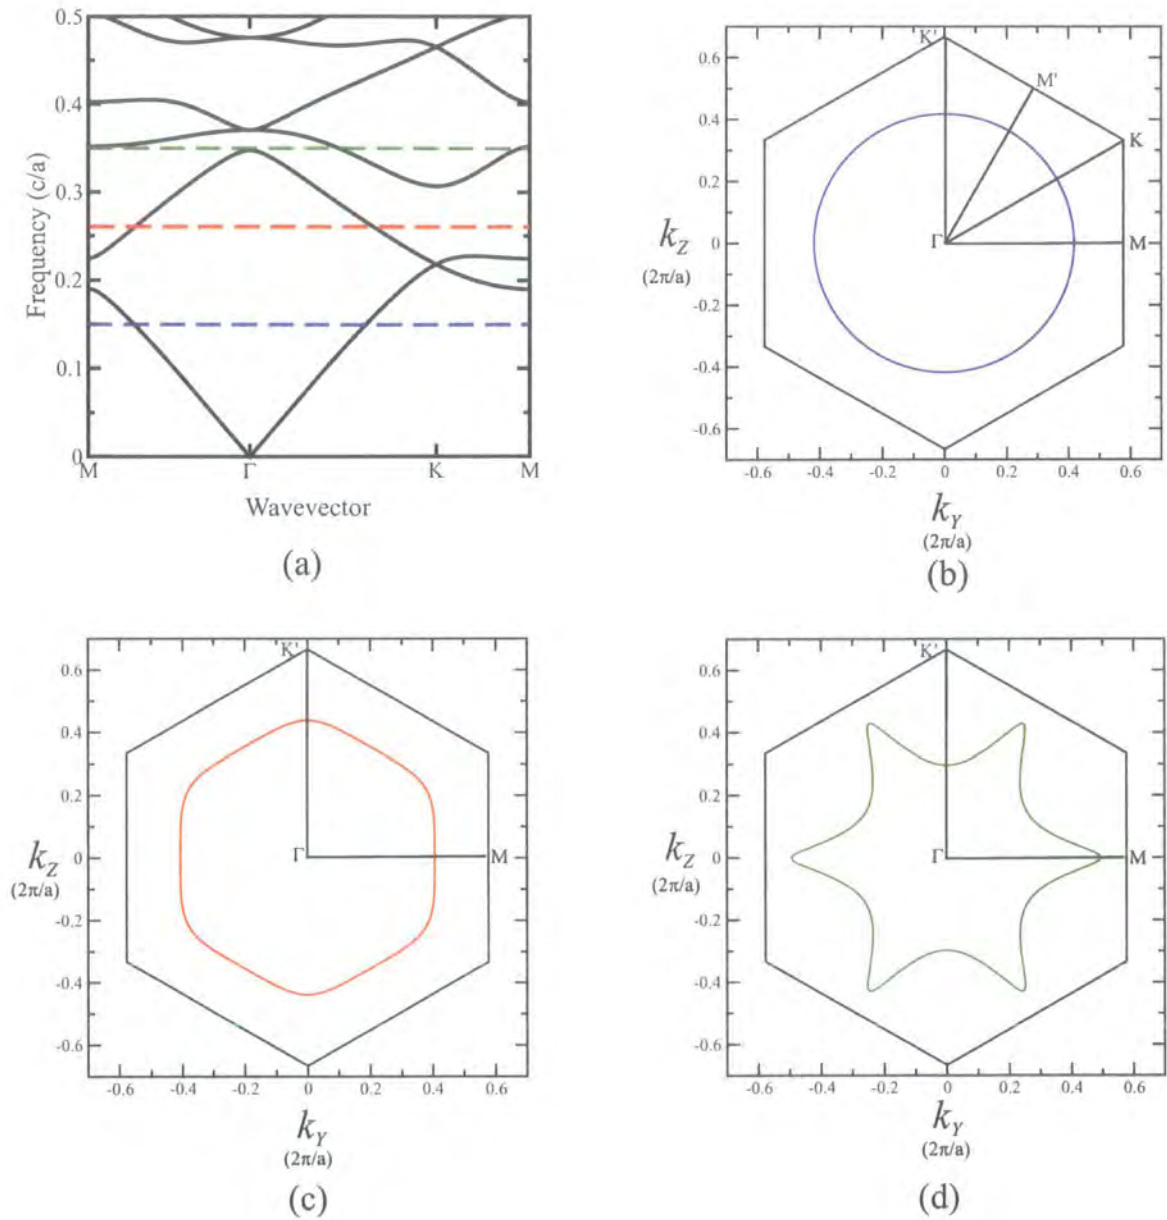 0.5
0.4
0.3
0.2
0.1
0
Frequency (c/a)
M Γ K M
Wavevector
(a)
0.6
0.4
0.2
0
-0.2
-0.4
-0.6
k_Z
(2π/a)
K'
M'
K
Γ
M
-0.6 -0.4 -0.2 0 0.2 0.4 0.6
k_Y
(2π/a)
(b)
0.6
0.4
0.2
0
-0.2
-0.4
-0.6
k_Z
(2π/a)
K'
Γ
M
-0.6 -0.4 -0.2 0 0.2 0.4 0.6
k_Y
(2π/a)
(c)
0.6
0.4
0.2
0
-0.2
-0.4
-0.6
k_Z
(2π/a)
K'
Γ
M
-0.6 -0.4 -0.2 0 0.2 0.4 0.6
k_Y
(2π/a)
(d)